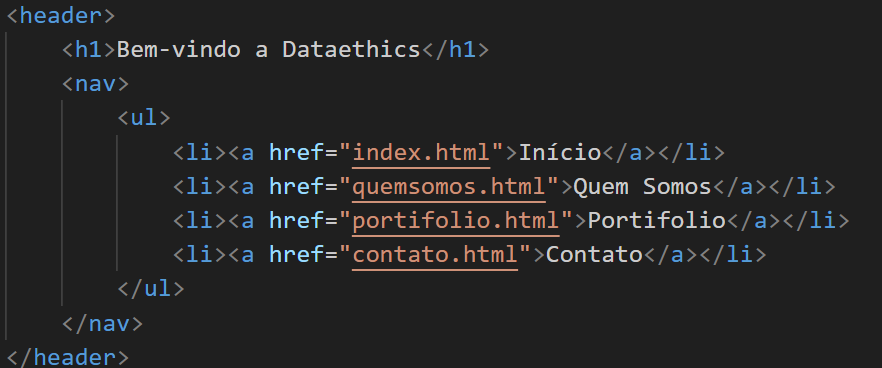 <header>
<h1>Bem-vindo a Dataethics</h1>
<nav>
<ul>
<li><a href="index.html">Início</a></li>
<li><a href="quemsomos.html">Quem Somos</a></li>
<li><a href="portifolio.html">Portifolio</a></li>
<li><a href="contato.html">Contato</a></li>
</ul>
</nav>
</header>